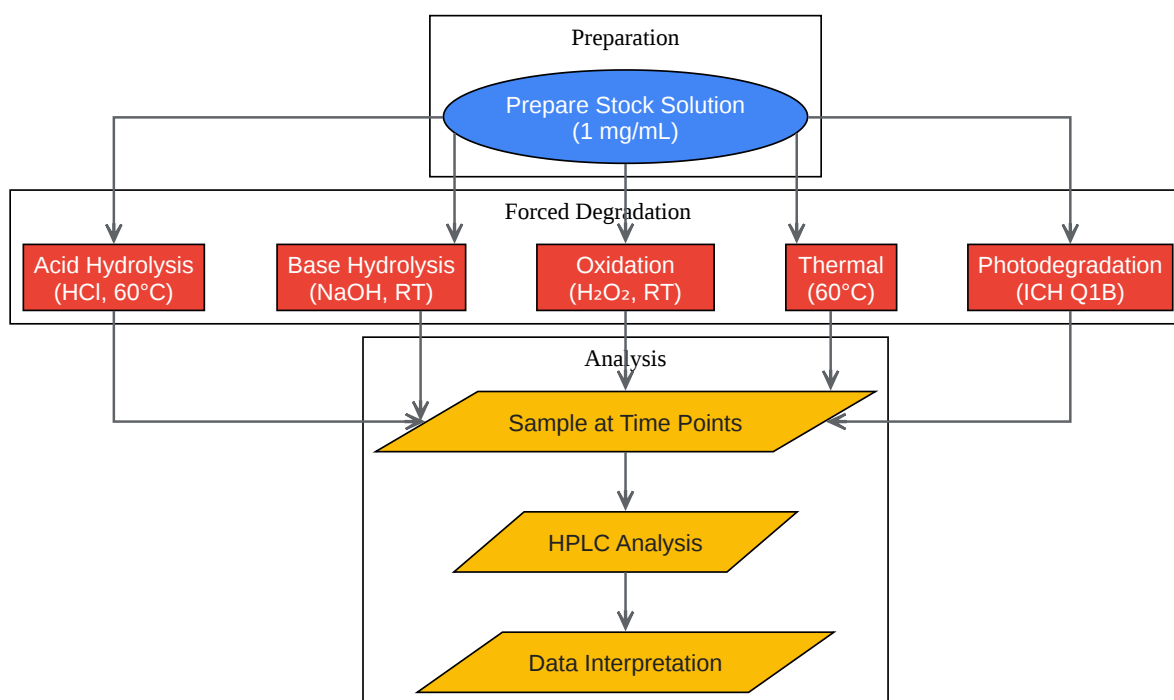 Preparation
Prepare Stock Solution
(1 mg/mL)
Forced Degradation
Acid Hydrolysis
(HCl, 60°C)
Base Hydrolysis
(NaOH, RT)
Oxidation
(H₂O₂, RT)
Thermal
(60°C)
Photodegradation
(ICH Q1B)
Analysis
Sample at Time Points
HPLC Analysis
Data Interpretation